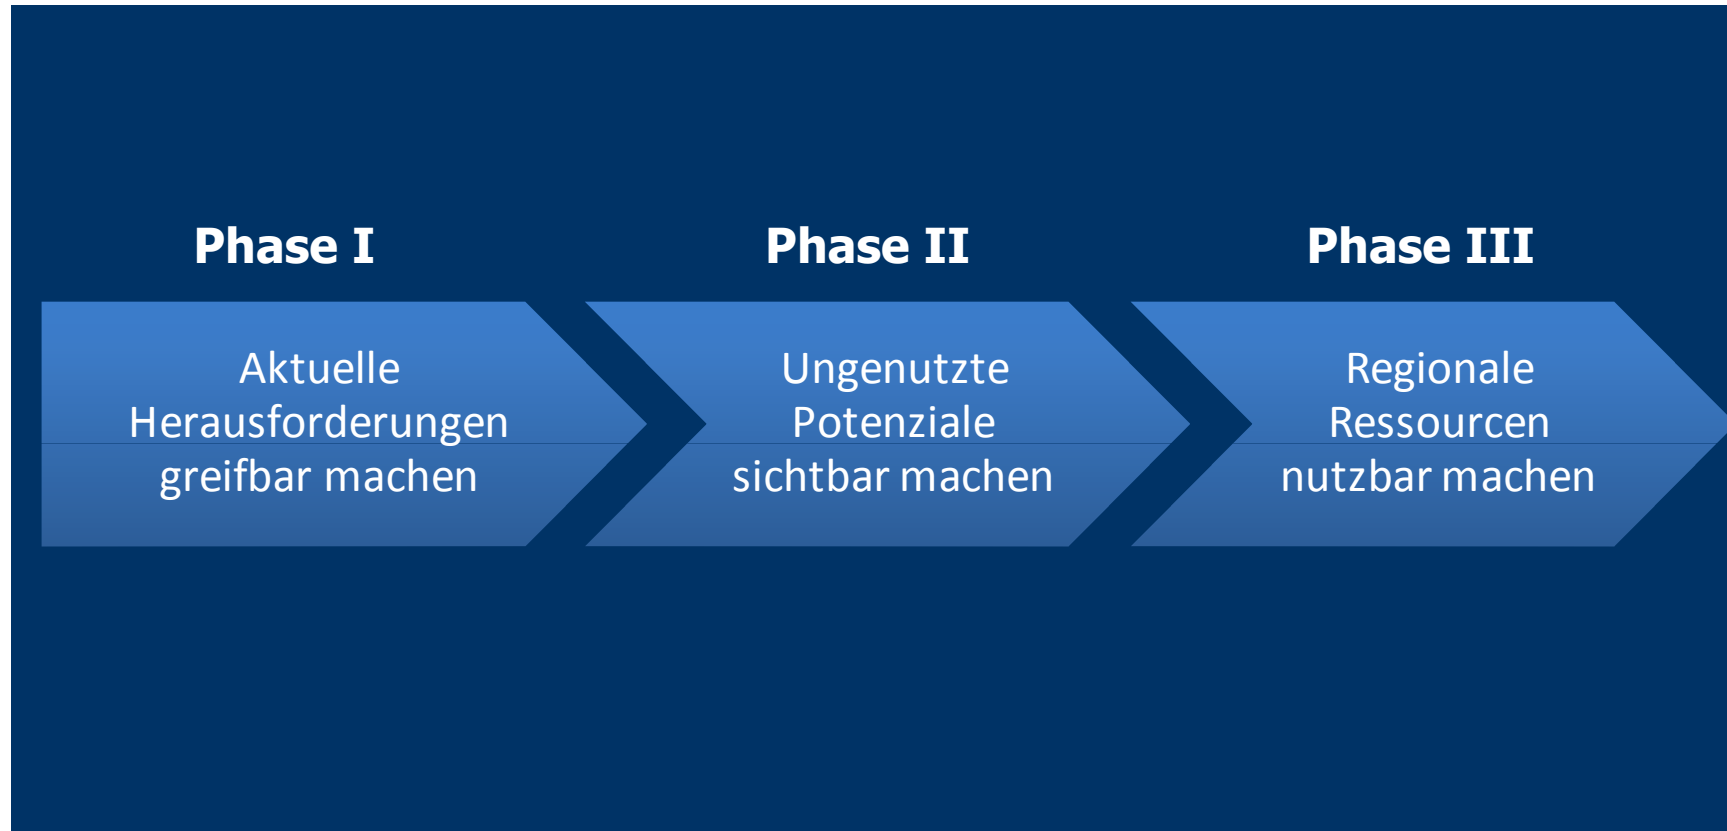 Phase I
Aktuelle
Herausforderungen
greifbar machen
Phase II
Ungenutzte
Potenziale
sichtbar machen
Phase III
Regionale
Ressourcen
nutzbar machen